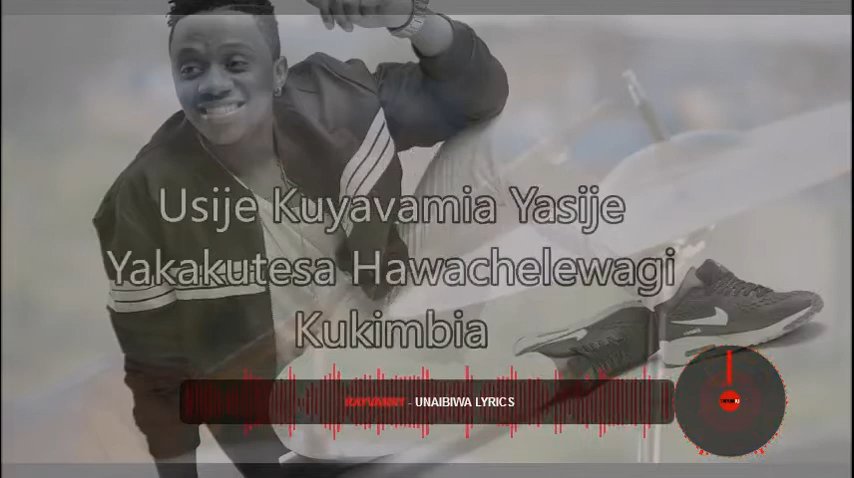 Usije Kuyavamia Yasije
Yakakutesa Hawachelewagi
Kukimbia
RAYVANNY - UNAIBIWA LYRICS